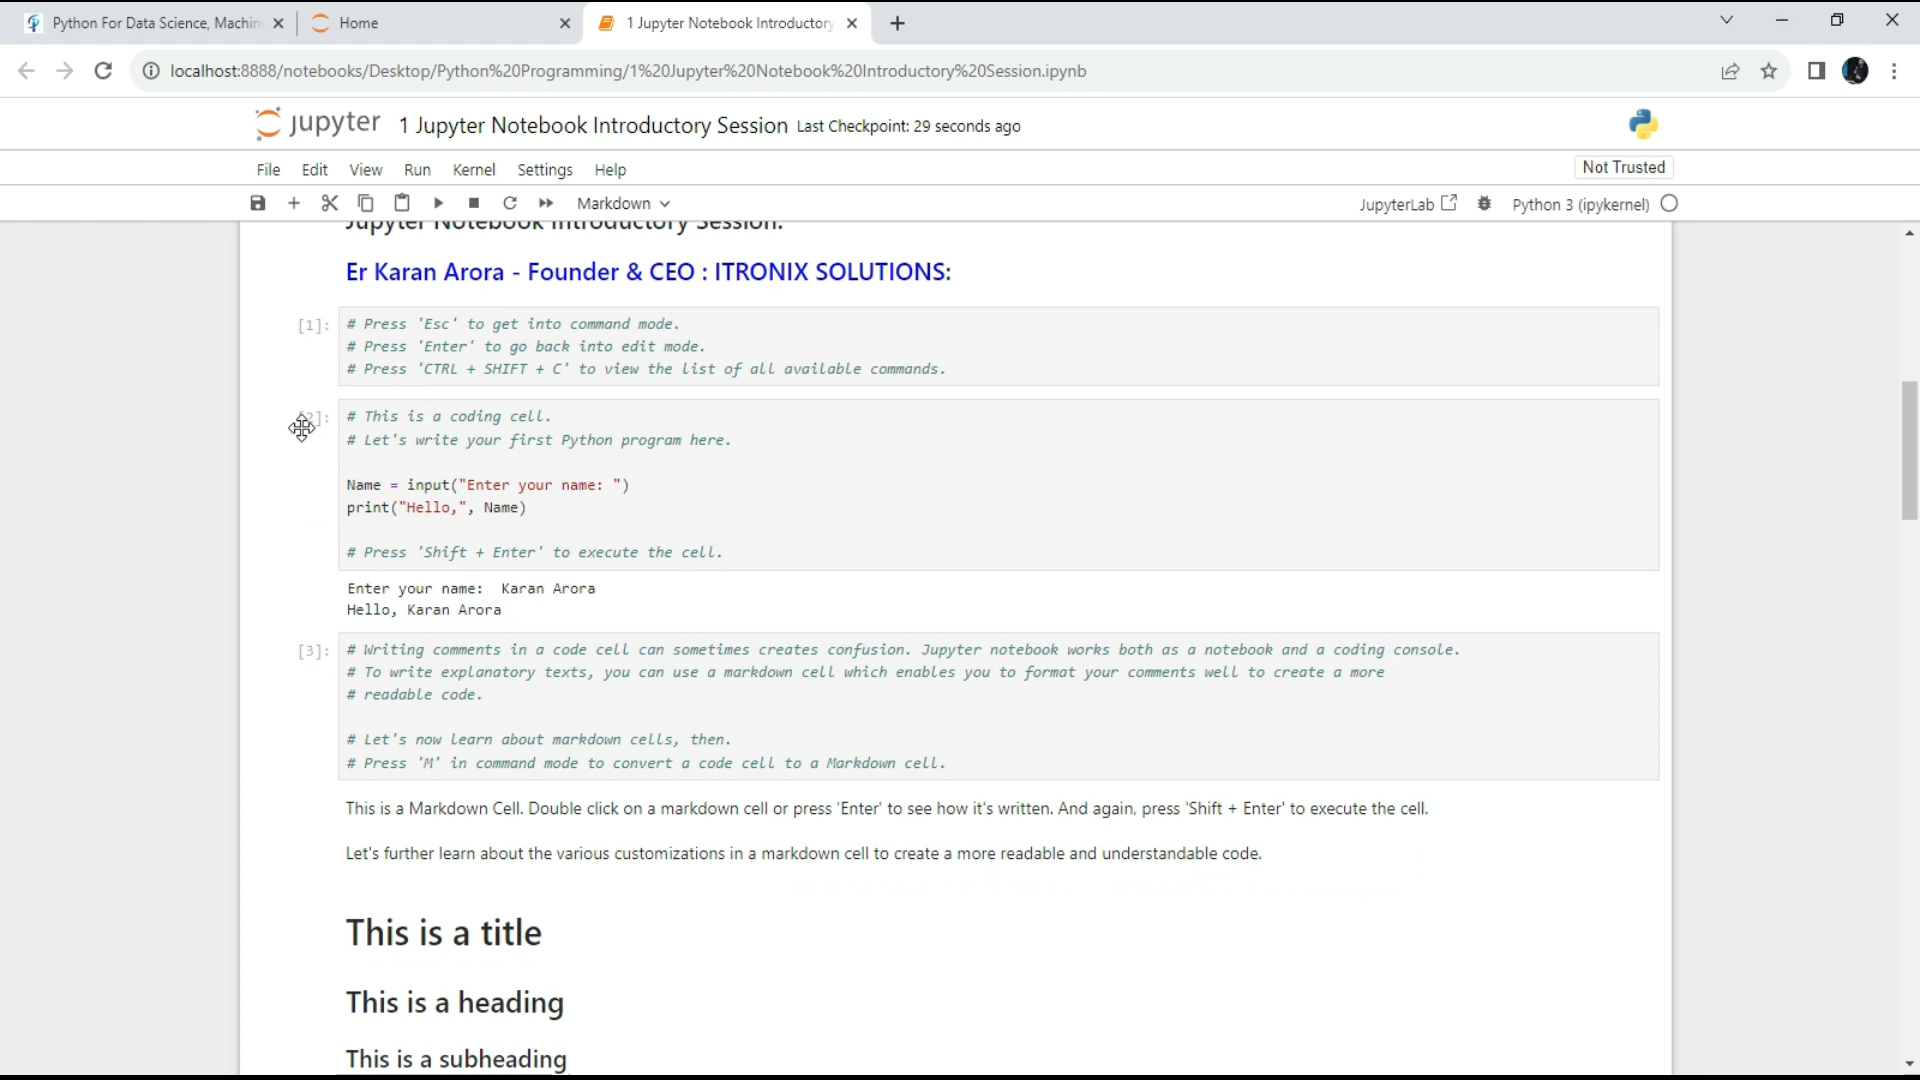 Python For Data Science, Machin
Home
1 Jupyter Notebook Introductory
localhost:8888/notebooks/Desktop/Python%20Programming/1%20Jupyter%20Notebook%20Introductory%20Session.ipynb
jupyter 1 Jupyter Notebook Introductory Session Last Checkpoint: 29 seconds ago
File Edit View Run Kernel Settings Help Not Trusted
Markdown JupyterLab Python 3 (ipykernel)
Jupyter Notebook Introductory Session:
Er Karan Arora - Founder & CEO : ITRONIX SOLUTIONS:
[1]: # Press 'Esc' to get into command mode.
# Press 'Enter' to go back into edit mode.
# Press 'CTRL + SHIFT + C' to view the list of all available commands.
[2]: # This is a coding cell.
# Let's write your first Python program here.
Name = input("Enter your name: ")
print("Hello,", Name)
# Press 'Shift + Enter' to execute the cell.
Enter your name: Karan Arora
Hello, Karan Arora
[3]: # Writing comments in a code cell can sometimes creates confusion. Jupyter notebook works both as a notebook and a coding console.
# To write explanatory texts, you can use a markdown cell which enables you to format your comments well to create a more
# readable code.
# Let's now learn about markdown cells, then.
# Press 'M' in command mode to convert a code cell to a Markdown cell.
This is a Markdown Cell. Double click on a markdown cell or press 'Enter' to see how it's written. And again, press 'Shift + Enter' to execute the cell.
Let's further learn about the various customizations in a markdown cell to create a more readable and understandable code.
This is a title
This is a heading
This is a subheading